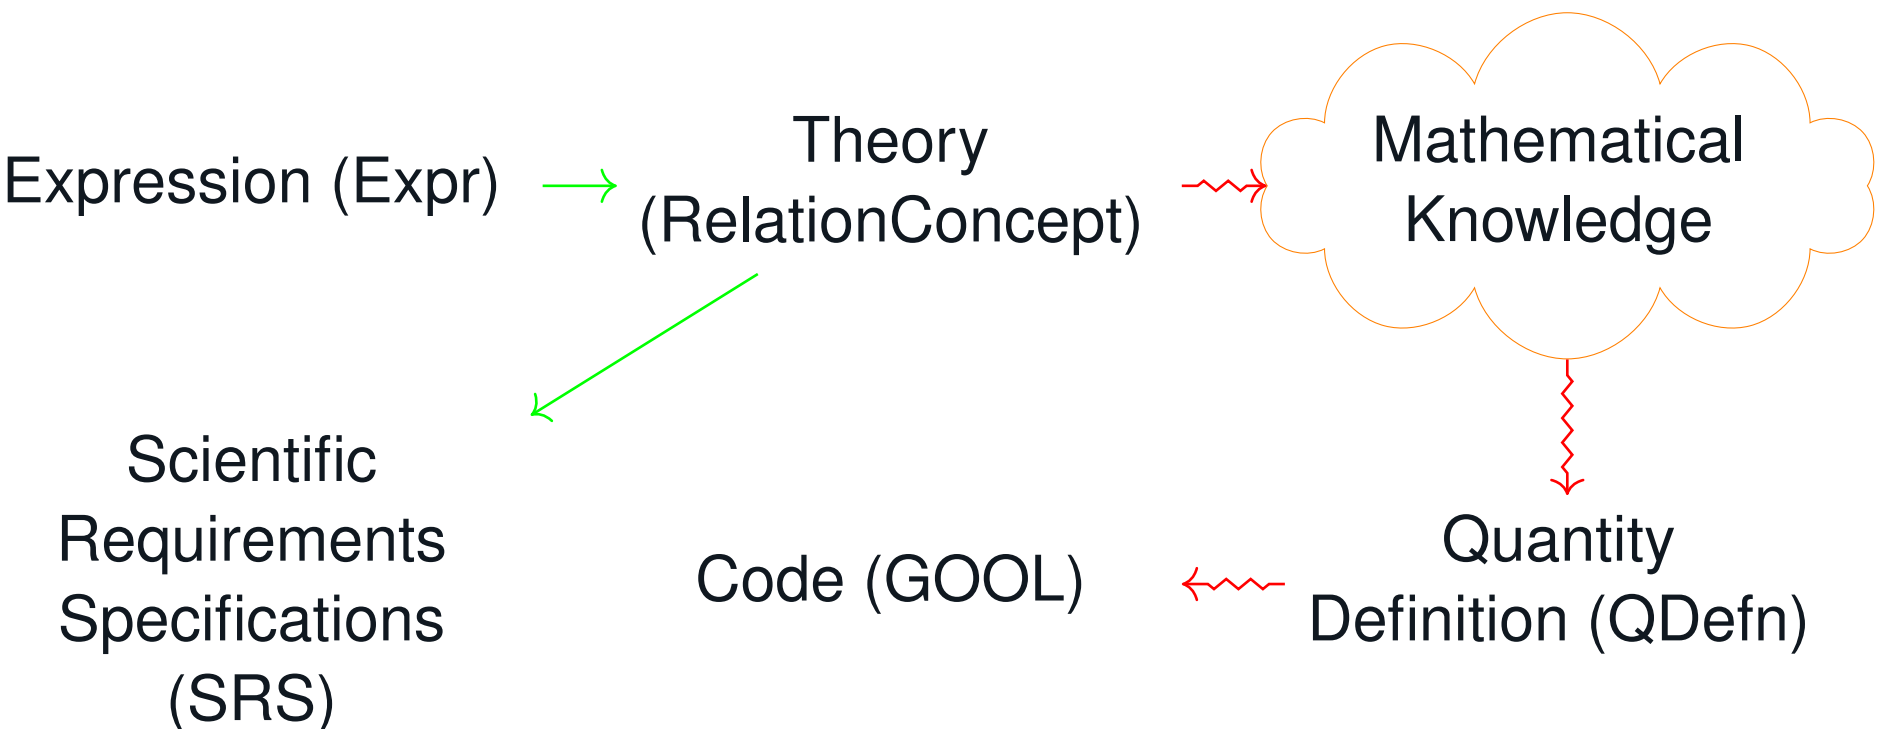 Expression (Expr)
Theory
(RelationConcept)
Mathematical
Knowledge
Scientific
Requirements
Specifications
(SRS)
Code (GOOL)
Quantity
Definition (QDefn)